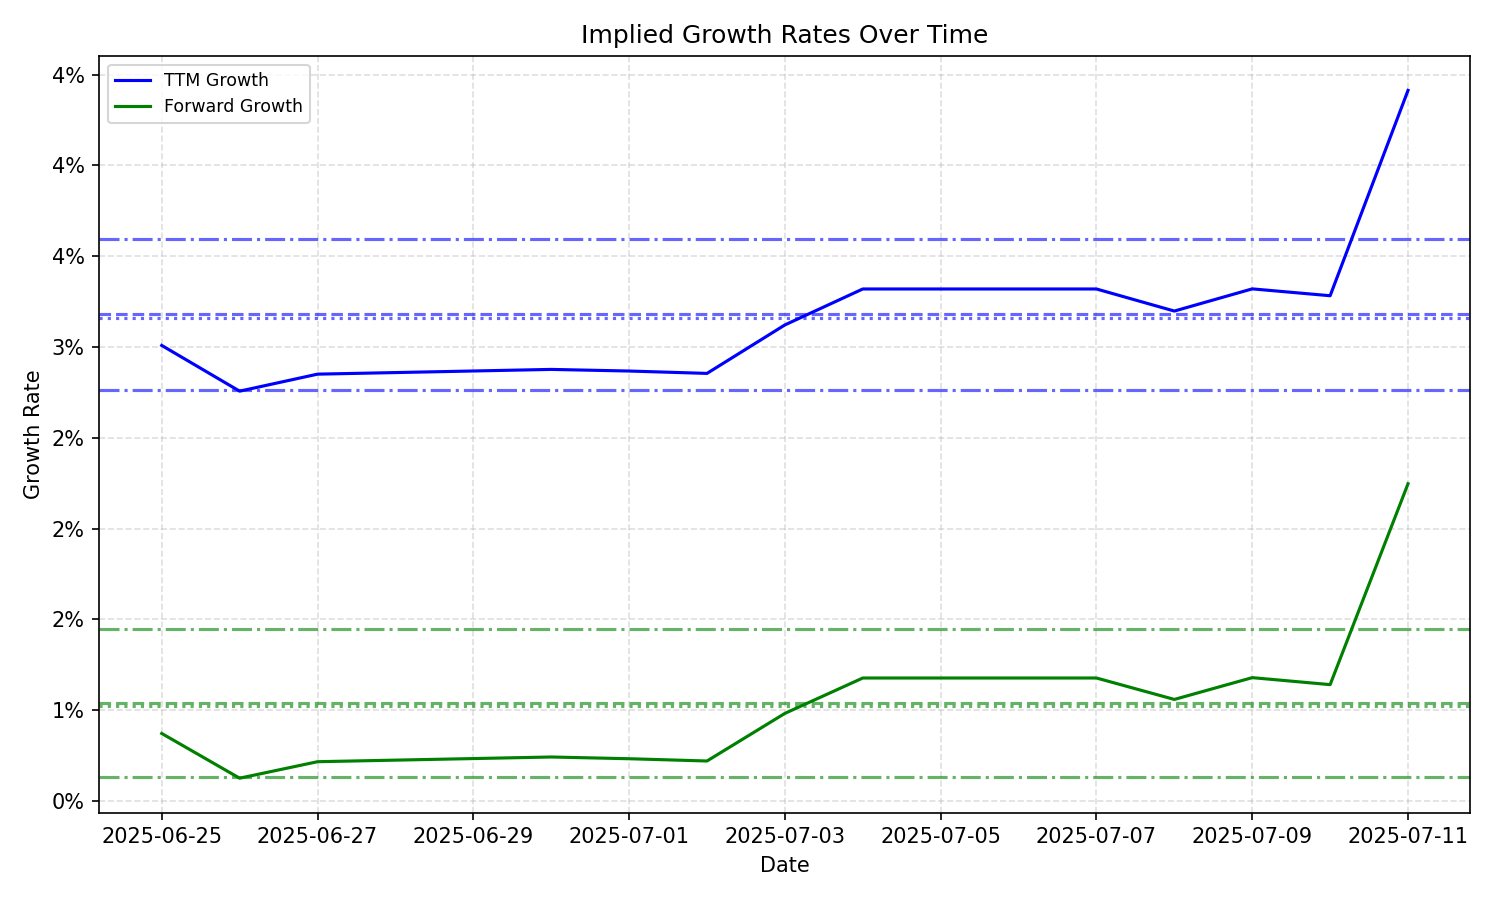 Implied Growth Rates Over Time
TTM Growth
Forward Growth
4%
4%
4%
3%
2%
2%
2%
1%
0%
Growth Rate
2025-06-25 2025-06-27 2025-06-29 2025-07-01 2025-07-03 2025-07-05 2025-07-07 2025-07-09 2025-07-11
Date